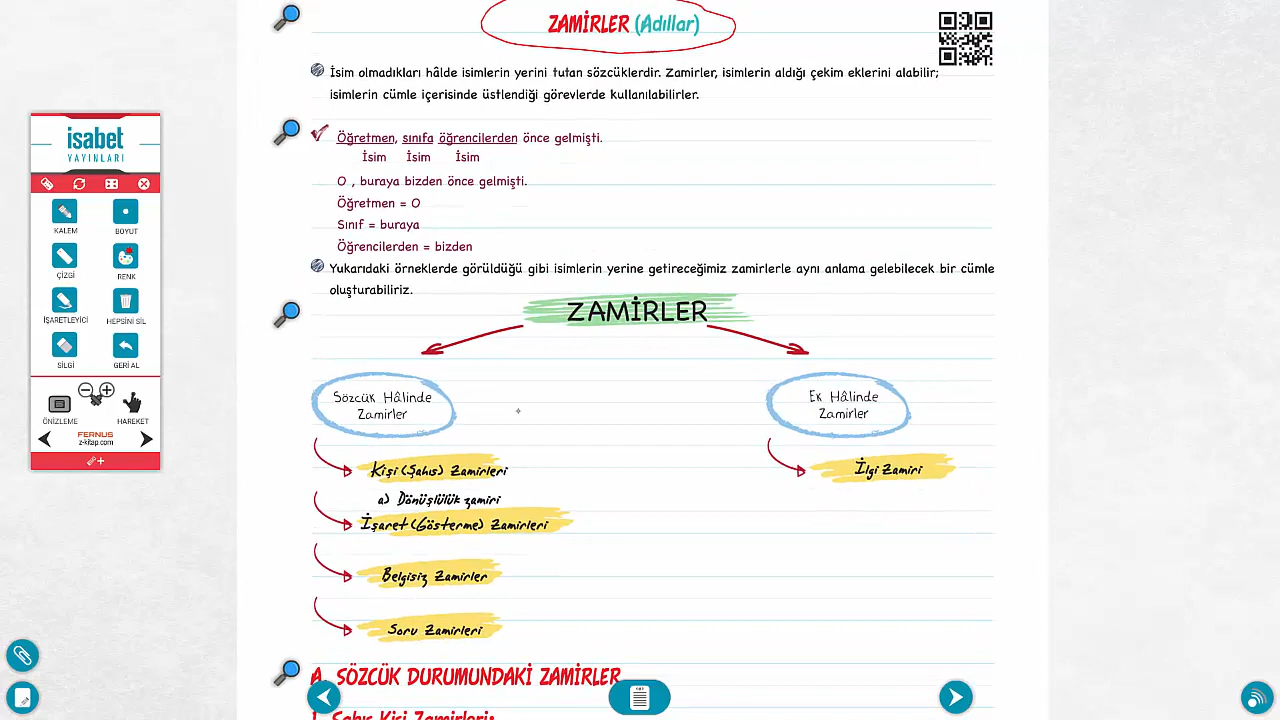 ZAMİRLER (Adıllar)
İsim olmadıkları hâlde isimlerin yerini tutan sözcüklerdir. Zamirler, isimlerin aldığı çekim eklerini alabilir;
isimlerin cümle içerisinde üstlendiği görevlerde kullanılabilirler.
Öğretmen, sınıfa öğrencilerden önce gelmişti.
İsim İsim İsim
O , buraya bizden önce gelmişti.
Öğretmen = O
Sınıf = buraya
Öğrencilerden = bizden
Yukarıdaki örneklerde görüldüğü gibi isimlerin yerine getireceğimiz zamirlerle aynı anlama gelebilecek bir cümle
oluşturabiliriz.
ZAMİRLER
Sözcük Hâlinde
Zamirler
Ek Hâlinde
Zamirler
Kişi (Şahıs) Zamirleri
İlgi Zamiri
a) Dönüşlülük zamiri
İşaret (Gösterme) Zamirleri
Belgisiz Zamirler
Soru Zamirleri
A. SÖZCÜK DURUMUNDAKİ ZAMİRLER
1. Şahıs Kişi Zamirleri:
isabet
YAYINLARI
KALEM BOYUT
ÇİZGİ RENK
İŞARETLEYİCİ HEPSİNİ SİL
SİLGİ GERİ AL
ÖNİZLEME HAREKET
FERNUS
z-kitap.com